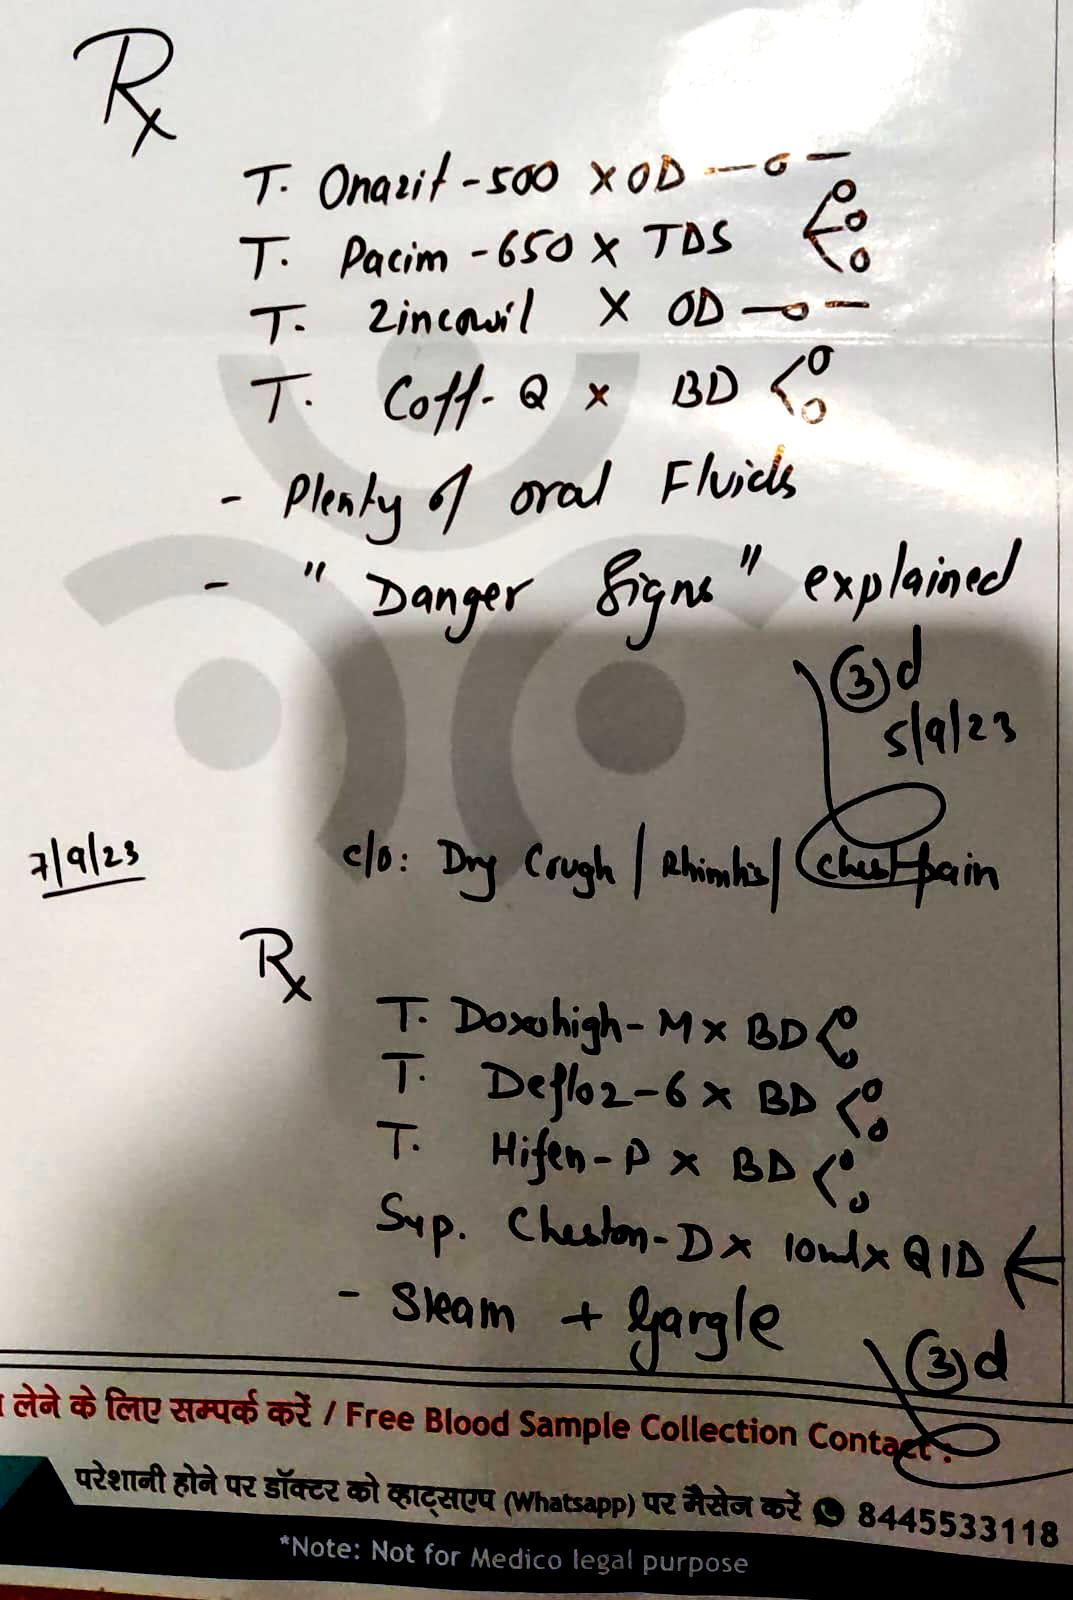 Rx
T. Onazit-500 x OD —o—
T. Pacim-650 x TDS
T. Zincovil x OD —o—
T. Coff-Q x BD
- Plenty of oral Fluids
- "Danger Signs" explained
③d
5/9/23
7/9/23 c/o: Dry Cough / Rhinitis / chest pain
Rx
T. Doxohigh-M x BD
T. Defloz-6 x BD
T. Hifen-P x BD
Syp. Cheston-D x 10ml x QID
- Steam + Gargle
③d
लेने के लिए सम्पर्क करें / Free Blood Sample Collection Contact :
परेशानी होने पर डॉक्टर को व्हाट्सएप (Whatsapp) पर मैसेज करें 8445533118
*Note: Not for Medico legal purpose